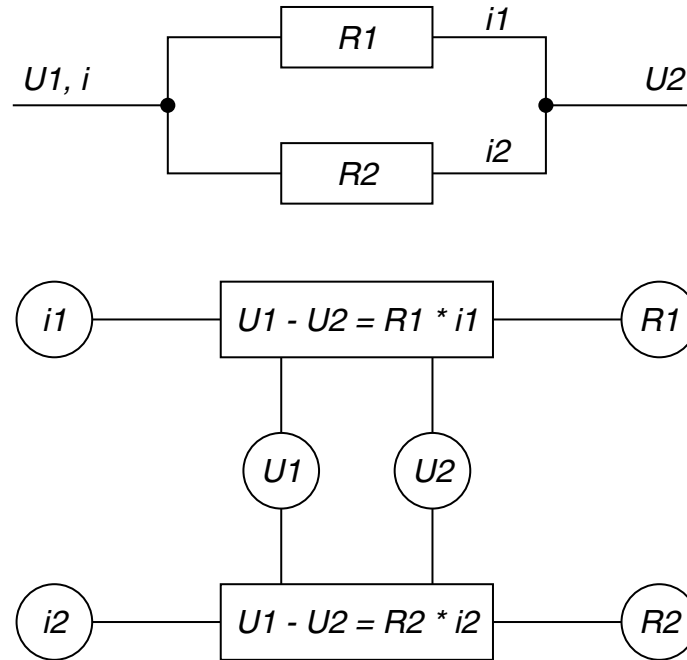 R1
i1
U1, i
U2
R2
i2
i1
U1 - U2 = R1 * i1
R1
U1
U2
i2
U1 - U2 = R2 * i2
R2